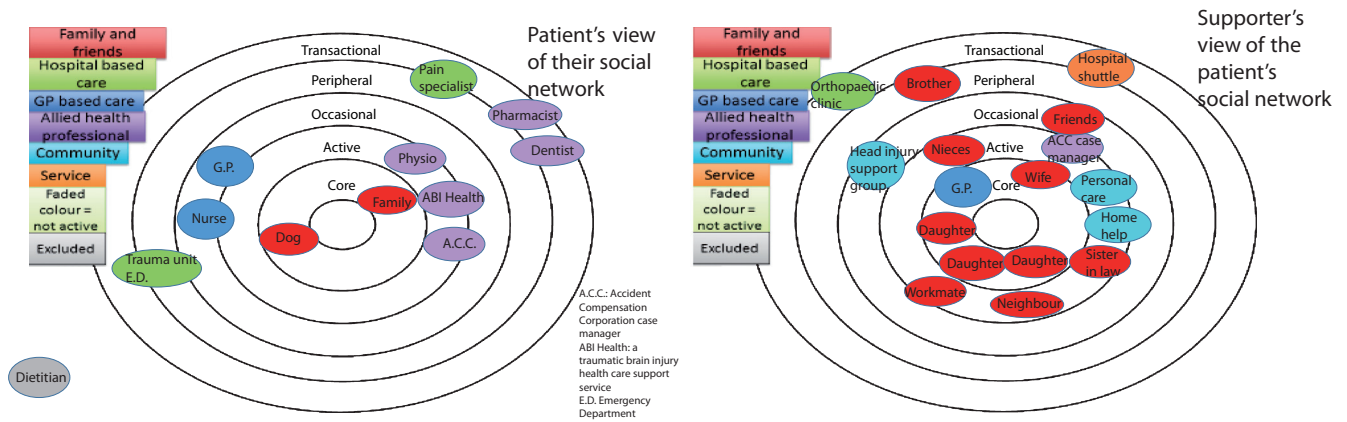 Family and
friends
Hospital based
care
GP based care
Allied health
professional
Community
Service
Faded
colour =
not active
Excluded
Transactional
Peripheral
Occasional
Active
Core
Patient's view
of their social
network
Pain
specialist
Pharmacist
Dentist
Physio
G.P.
ABI Health
Family
Nurse
Dog
A.C.C.
Trauma unit
E.D.
Dietitian
A.C.C.: Accident
Compensation
Corporation case
manager
ABI Health: a
traumatic brain injury
health care support
service
E.D. Emergency
Department
Family and
friends
Hospital based
care
GP based care
Allied health
professional
Community
Service
Faded
colour =
not active
Excluded
Transactional
Peripheral
Occasional
Active
Core
Supporter's
view of the
patient's
social network
Hospital
shuttle
Orthopaedic
clinic
Brother
Friends
Head injury
support
group
Nieces
ACC case
manager
Wife
G.P.
Personal
care
Daughter
Home
help
Daughter
Daughter
Sister
in law
Workmate
Neighbour